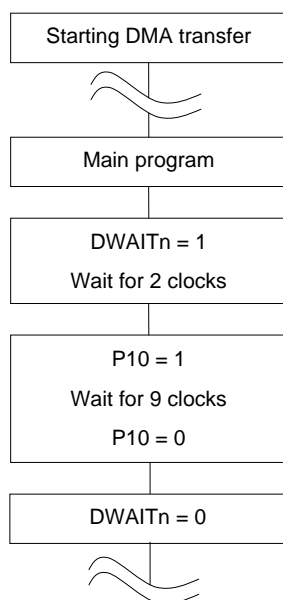 Starting DMA transfer
Main program
DWAITn = 1
Wait for 2 clocks
P10 = 1
Wait for 9 clocks
P10 = 0
DWAITn = 0